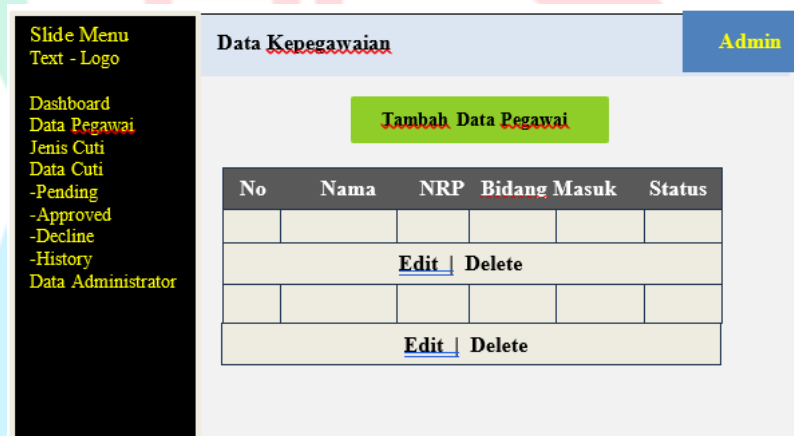 Slide Menu
Text - Logo
Dashboard
Data Pegawai
Jenis Cuti
Data Cuti
-Pending
-Approved
-Decline
-History
Data Administrator
Data Kepegawaian
Admin
Tambah Data Pegawai
No Nama NRP Bidang Masuk Status
Edit | Delete
Edit | Delete